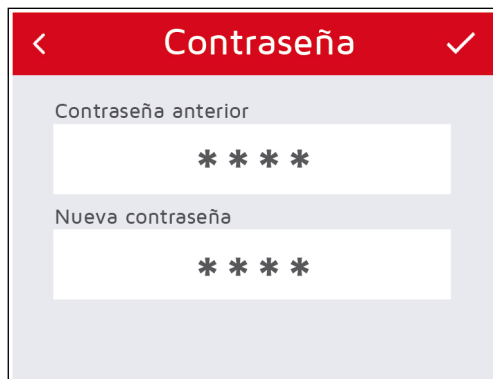 Contraseña
Contraseña anterior
****
Nueva contraseña
****